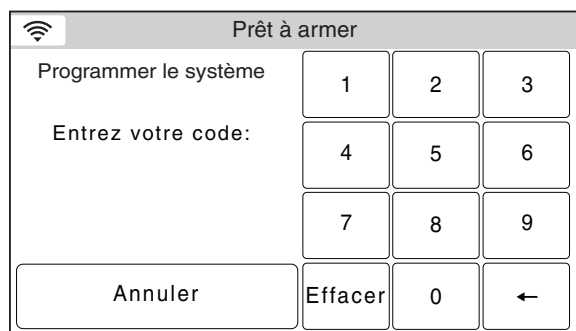 Prêt à armer
Programmer le système
Entrez votre code:
1 2 3
4 5 6
7 8 9
Annuler Effacer 0 ←